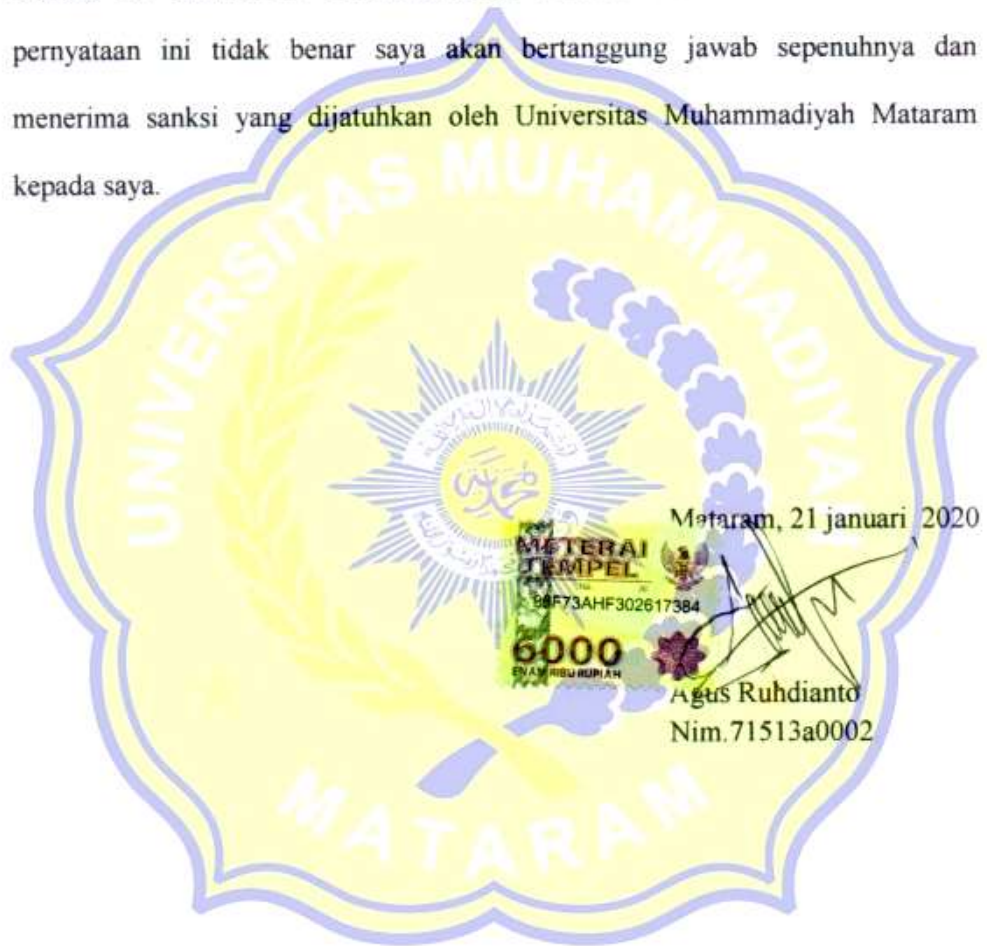 pernyataan ini tidak benar saya akan bertanggung jawab sepenuhnya dan
menerima sanksi yang dijatuhkan oleh Universitas Muhammadiyah Mataram
kepada saya.
UNIVERSITAS MUHAMMADIYAH
MATARAM
Mataram, 21 januari 2020
METERAI
TEMPEL
98F73AHF302617384
6000
ENAM RIBU RUPIAH
Agus Ruhdianto
Nim.71513a0002